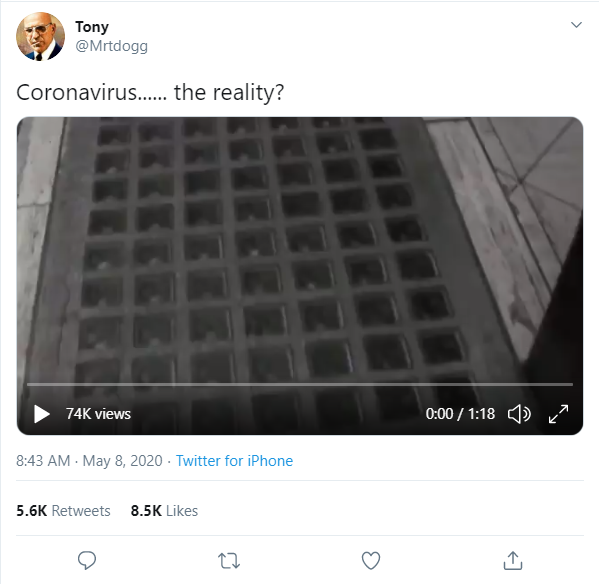 Tony
@Mrtdogg
Coronavirus...... the reality?
74K views
0:00 / 1:18
8:43 AM · May 8, 2020 · Twitter for iPhone
5.6K Retweets 8.5K Likes